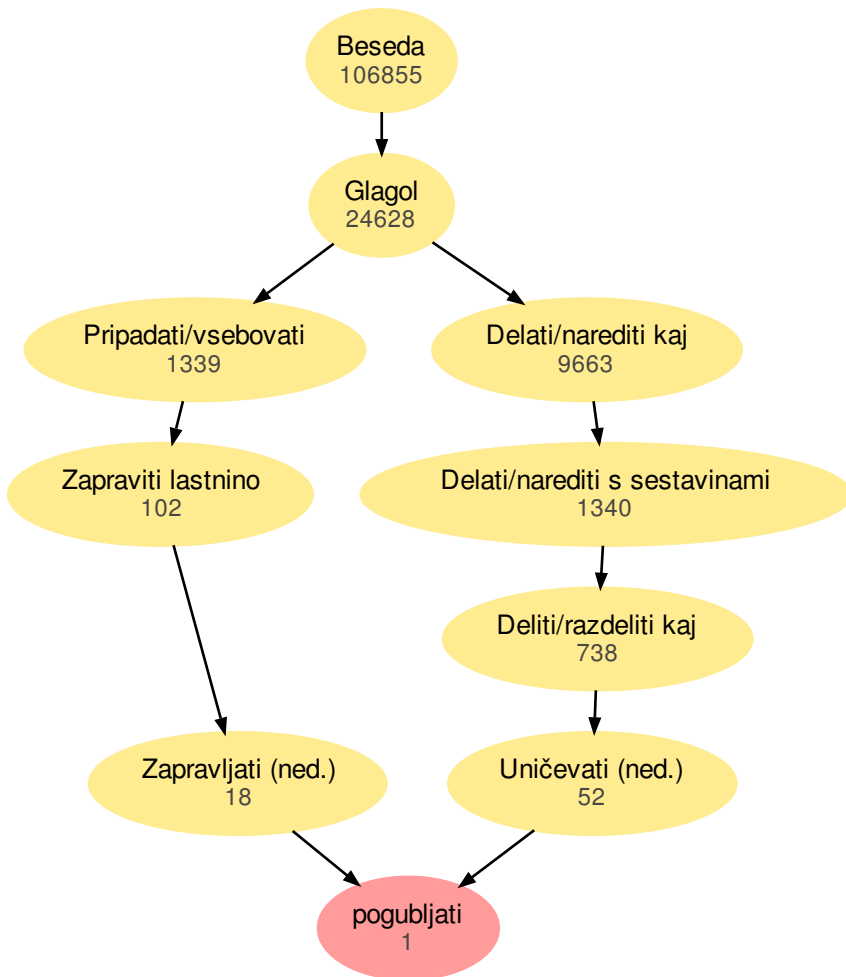 Beseda
106855
Glagol
24628
Pripadati/vsebovati
1339
Delati/narediti kaj
9663
Zapraviti lastnino
102
Delati/narediti s sestavinami
1340
Deliti/razdeliti kaj
738
Zapravljati (ned.)
18
Uničevati (ned.)
52
pogubljati
1